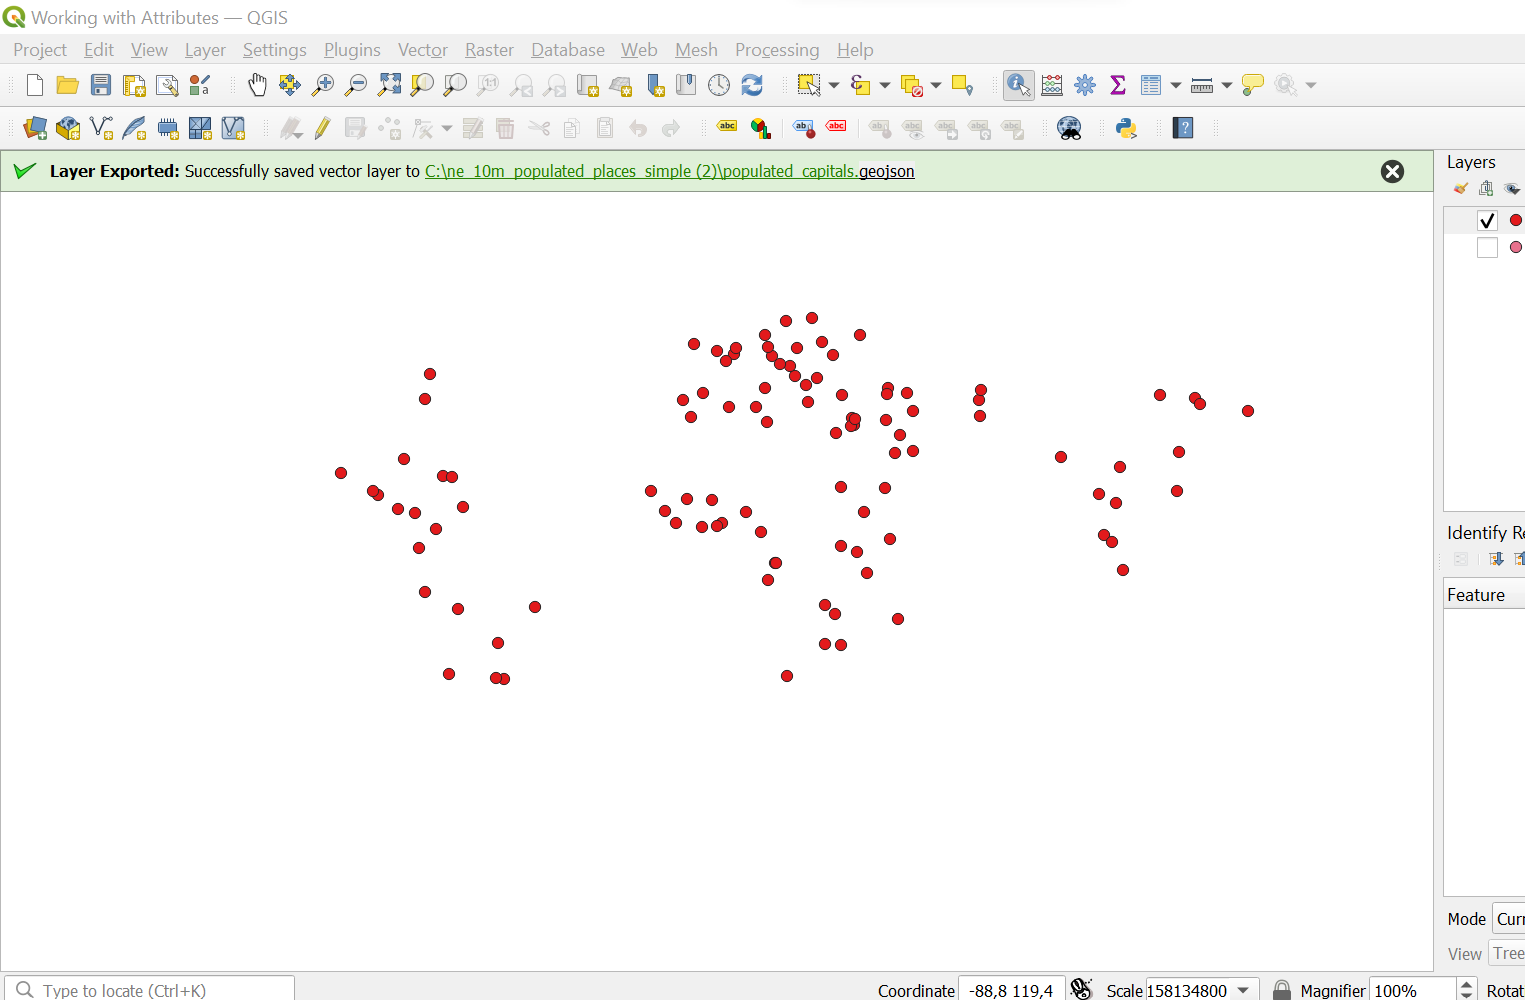 Working with Attributes — QGIS
Project Edit View Layer Settings Plugins Vector Raster Database Web Mesh Processing Help
Layer Exported: Successfully saved vector layer to C:\ne_10m_populated_places_simple (2)\populated_capitals.geojson
Layers
Identify Re
Feature
Mode Curr
View Tree
Type to locate (Ctrl+K) Coordinate -88,8 119,4 Scale 158134800 Magnifier 100% Rotat